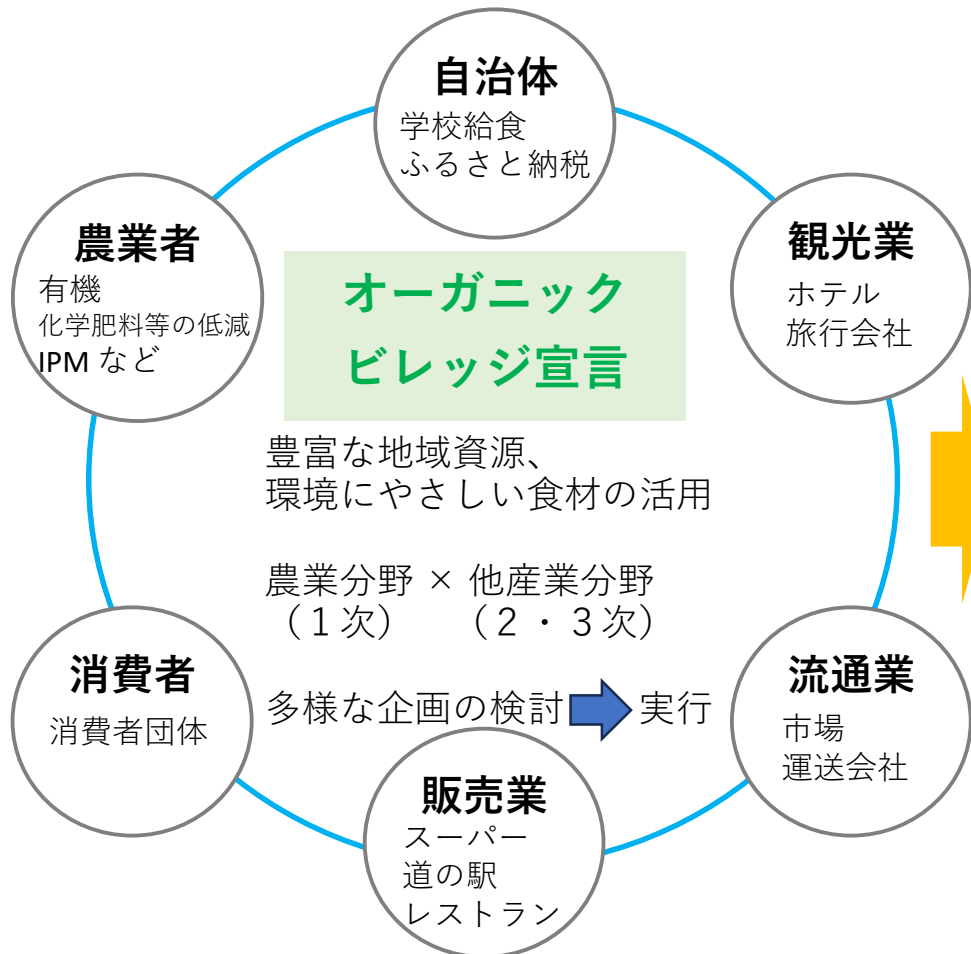 自治体
学校給食
ふるさと納税
農業者
有機
化学肥料等の低減
IPM など
観光業
ホテル
旅行会社
オーガニック
ビレッジ宣言
豊富な地域資源、
環境にやさしい食材の活用
農業分野 × 他産業分野
（１次） （２・３次）
多様な企画の検討 実行
消費者
消費者団体
流通業
市場
運送会社
販売業
スーパー
道の駅
レストラン